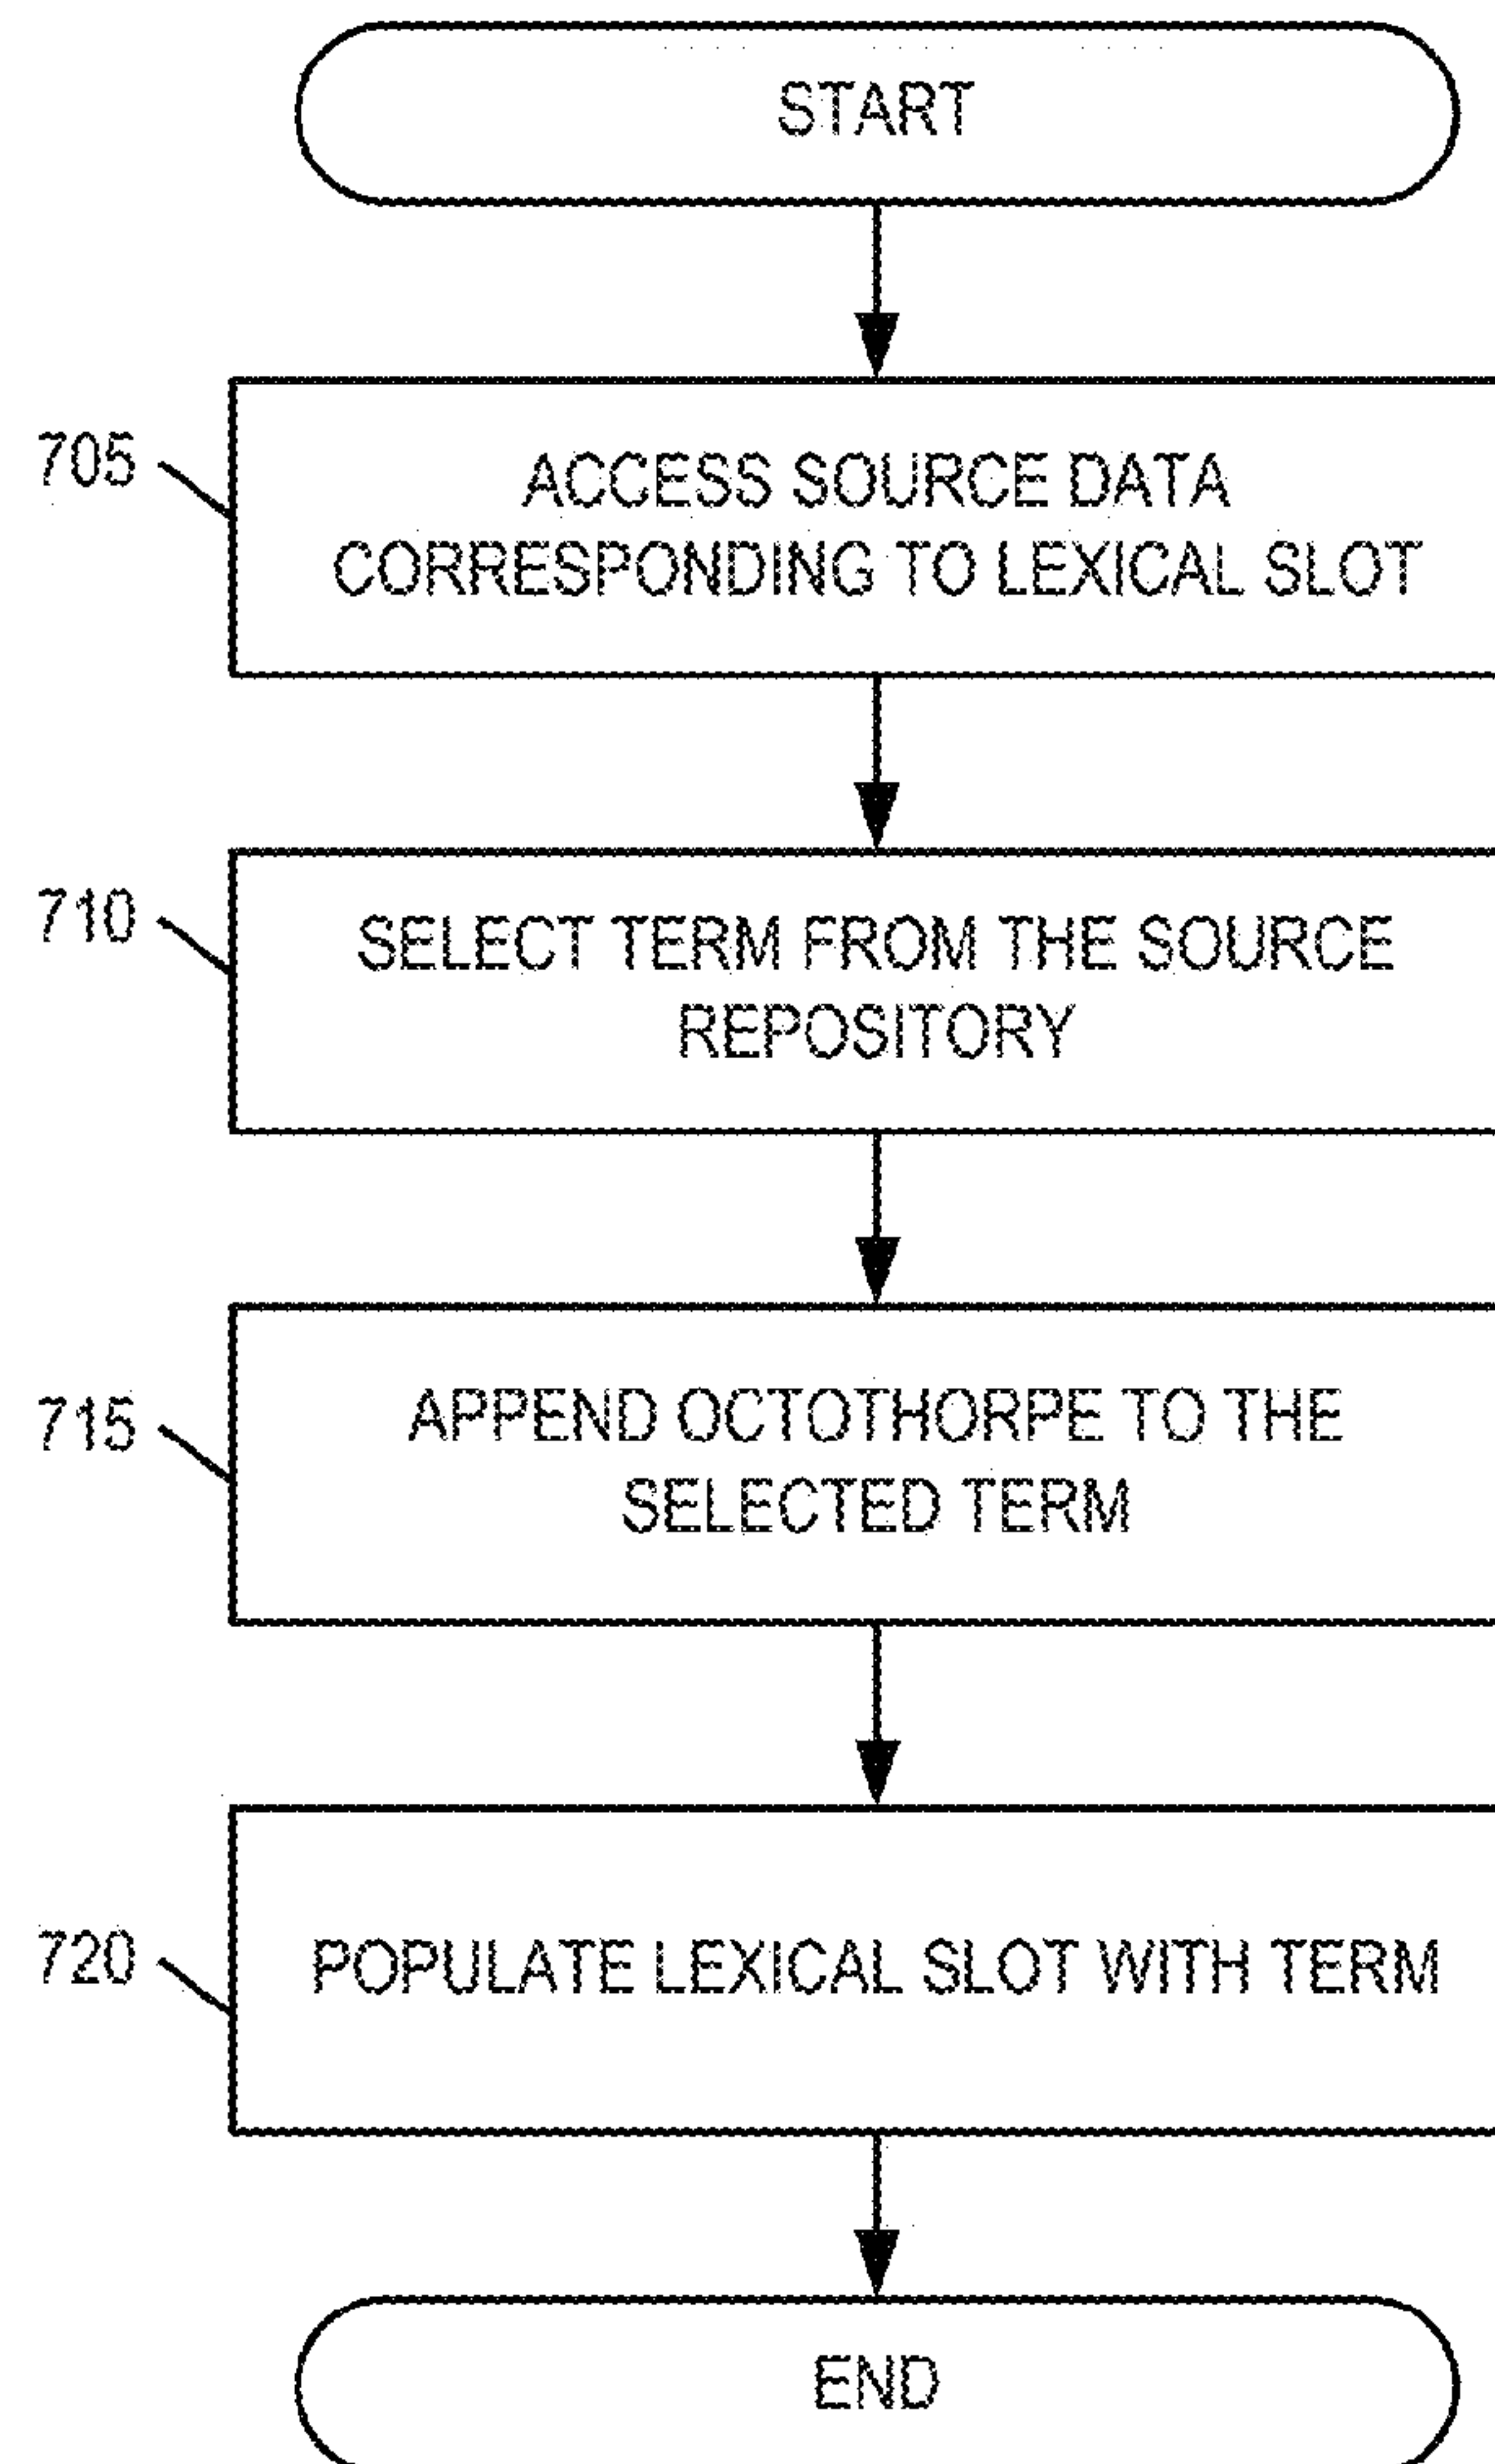 START
705
ACCESS SOURCE DATA
CORRESPONDING TO LEXICAL SLOT
710
SELECT TERM FROM THE SOURCE
REPOSITORY
715
APPEND OCTOTHORPE TO THE
SELECTED TERM
720
POPULATE LEXICAL SLOT WITH TERM
END